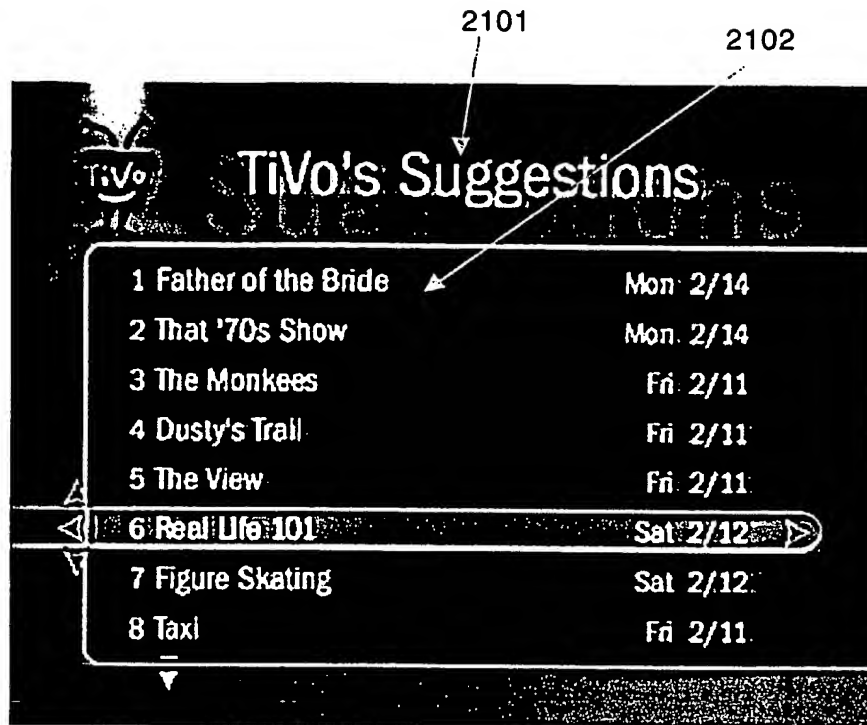 2101
2102
TiVo
TiVo's Suggestions
1 Father of the Bride Mon 2/14
2 That '70s Show Mon 2/14
3 The Monkees Fri 2/11
4 Dusty's Trail Fri 2/11
5 The View Fri 2/11
6 Real Life 101 Sat 2/12
7 Figure Skating Sat 2/12
8 Taxi Fri 2/11